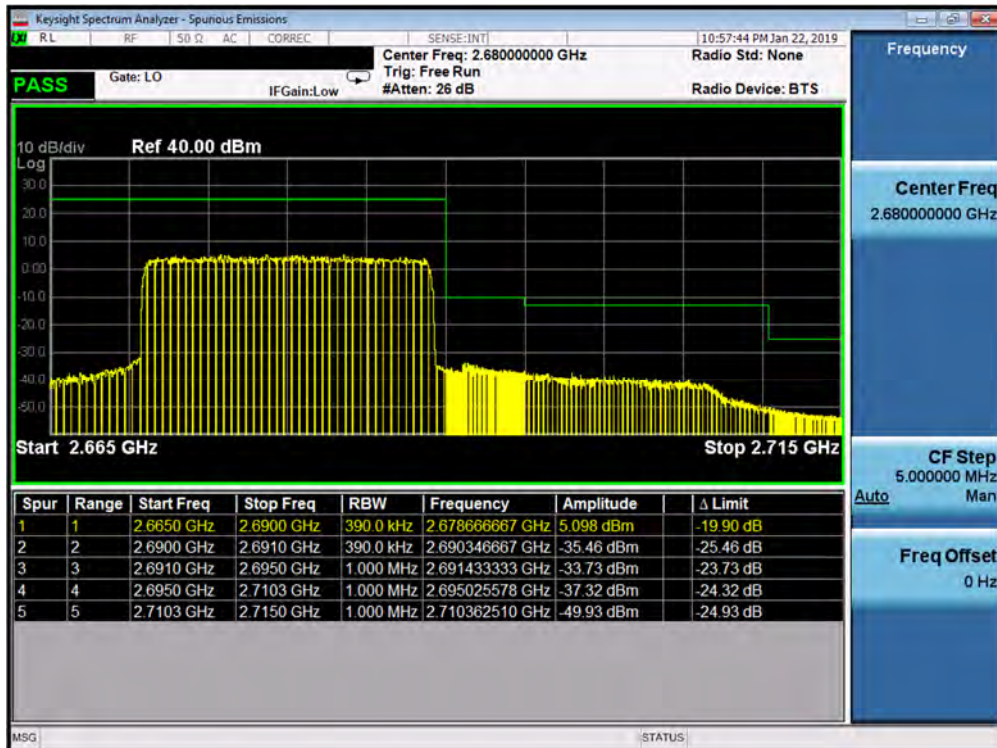 Keysight Spectrum Analyzer - Spurious Emissions
LXI RL RF 50 Ω AC CORREC SENSE:INT 10:57:44 PM Jan 22, 2019
Center Freq: 2.680000000 GHz Radio Std: None
Trig: Free Run
PASS Gate: LO IFGain:Low #Atten: 26 dB Radio Device: BTS
10 dB/div Ref 40.00 dBm
Log
30.0
20.0
10.0
0.00
-10.0
-20.0
-30.0
-40.0
-50.0
Start 2.665 GHz Stop 2.715 GHz
Spur Range Start Freq Stop Freq RBW Frequency Amplitude Δ Limit
1 1 2.6650 GHz 2.6900 GHz 390.0 kHz 2.678666667 GHz 5.098 dBm -19.90 dB
2 2 2.6900 GHz 2.6910 GHz 390.0 kHz 2.690346667 GHz -35.46 dBm -25.46 dB
3 3 2.6910 GHz 2.6950 GHz 1.000 MHz 2.691433333 GHz -33.73 dBm -23.73 dB
4 4 2.6950 GHz 2.7103 GHz 1.000 MHz 2.695025578 GHz -37.32 dBm -24.32 dB
5 5 2.7103 GHz 2.7150 GHz 1.000 MHz 2.710362510 GHz -49.93 dBm -24.93 dB
MSG STATUS
Frequency
Center Freq
2.680000000 GHz
CF Step
5.000000 MHz
Auto Man
Freq Offset
0 Hz